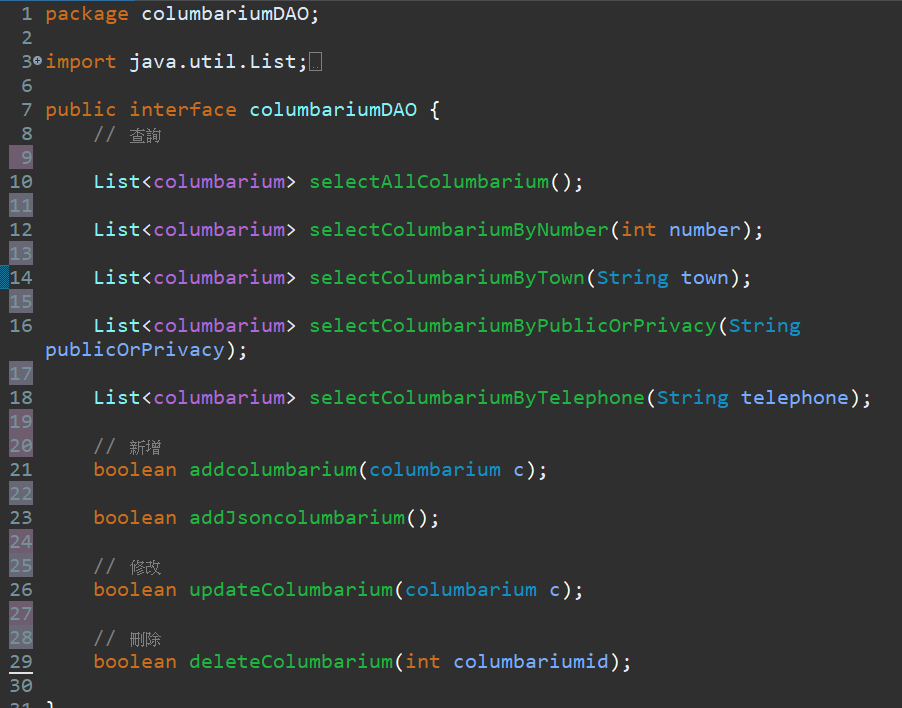 1 package columbariumDAO;
2
3 import java.util.List;
6
7 public interface columbariumDAO {
8 // 查詢
9
10 List<columbarium> selectAllColumbarium();
11
12 List<columbarium> selectColumbariumByNumber(int number);
13
14 List<columbarium> selectColumbariumByTown(String town);
15
16 List<columbarium> selectColumbariumByPublicOrPrivacy(String
publicOrPrivacy);
17
18 List<columbarium> selectColumbariumByTelephone(String telephone);
19
20 // 新增
21 boolean addcolumbarium(columbarium c);
22
23 boolean addJsoncolumbarium();
24
25 // 修改
26 boolean updateColumbarium(columbarium c);
27
28 // 刪除
29 boolean deleteColumbarium(int columbariumid);
30
31 }